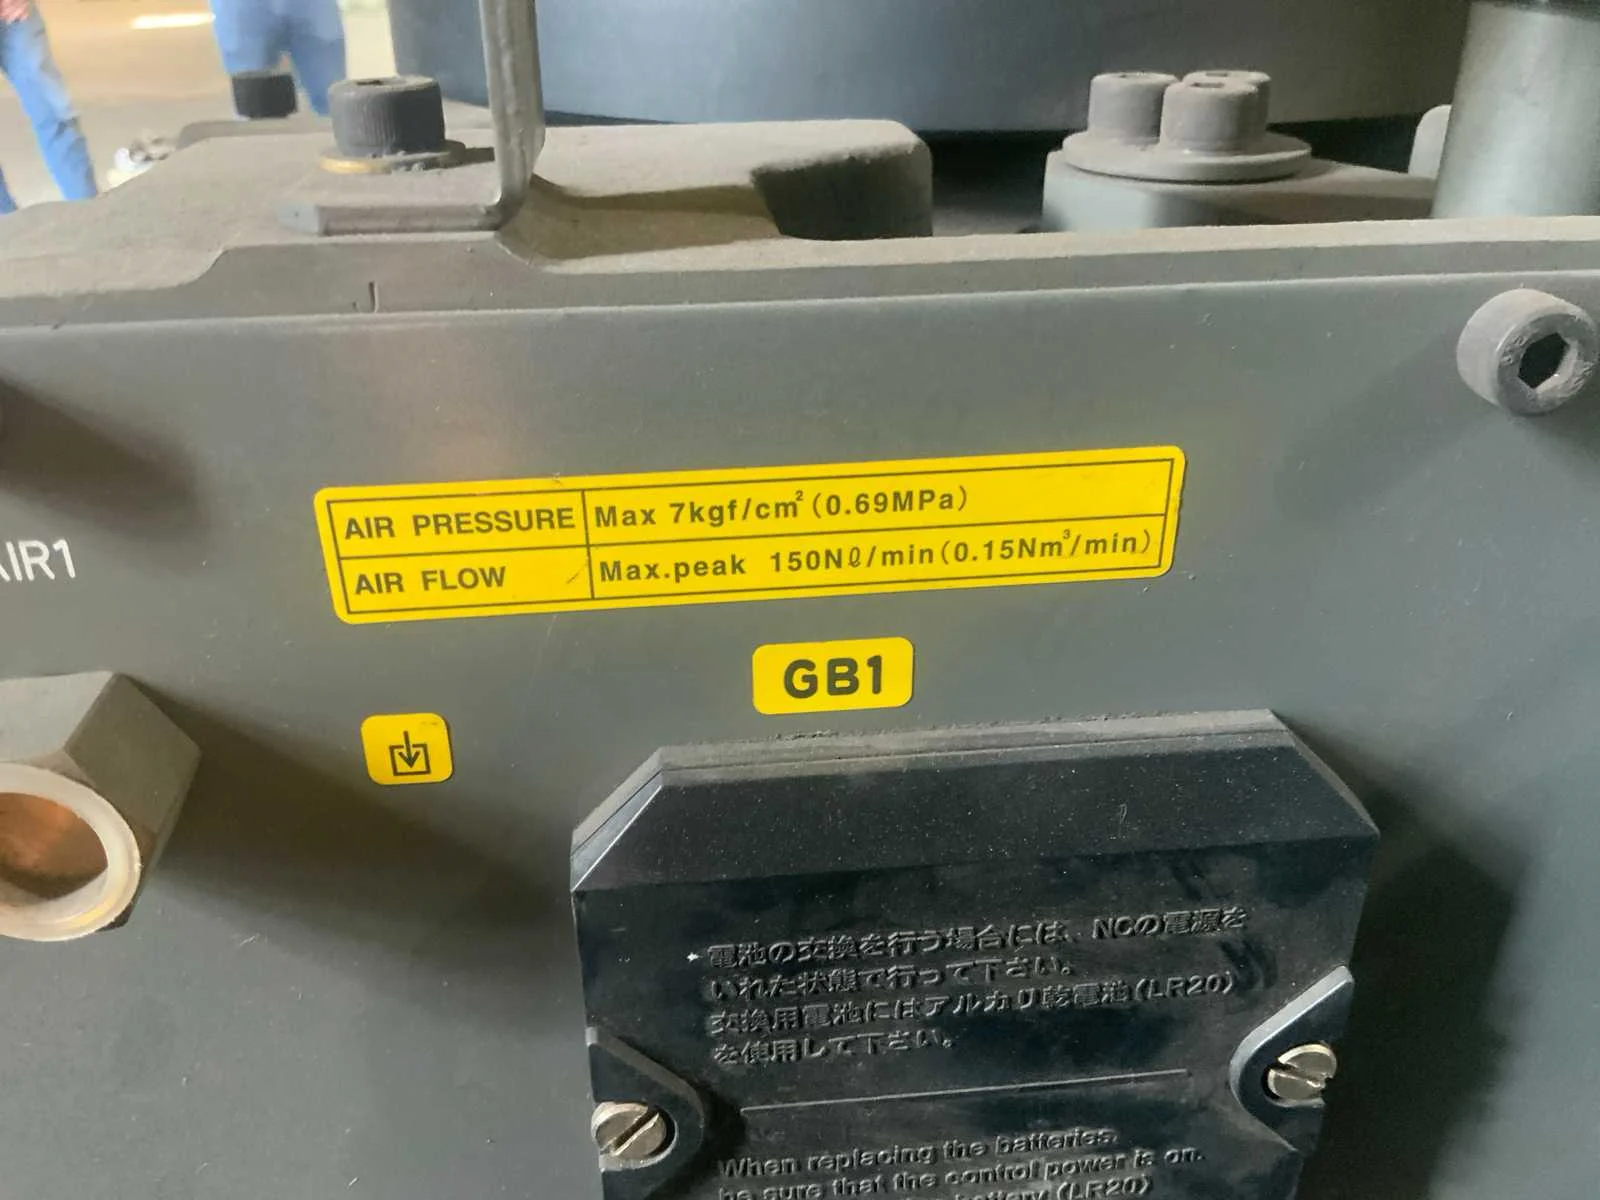 AIR PRESSURE Max 7kgf/cm²(0.69MPa)
AIR FLOW Max.peak 150Nℓ/min(0.15Nm³/min)
AIR1
GB1
電池の交換を行う場合には、NCの電源を
いれた状態で行って下さい。
交換用電池にはアルカリ乾電池(LR20)
を使用して下さい。
When replacing the batteries
be sure that the control power is on.
battery (LR20)